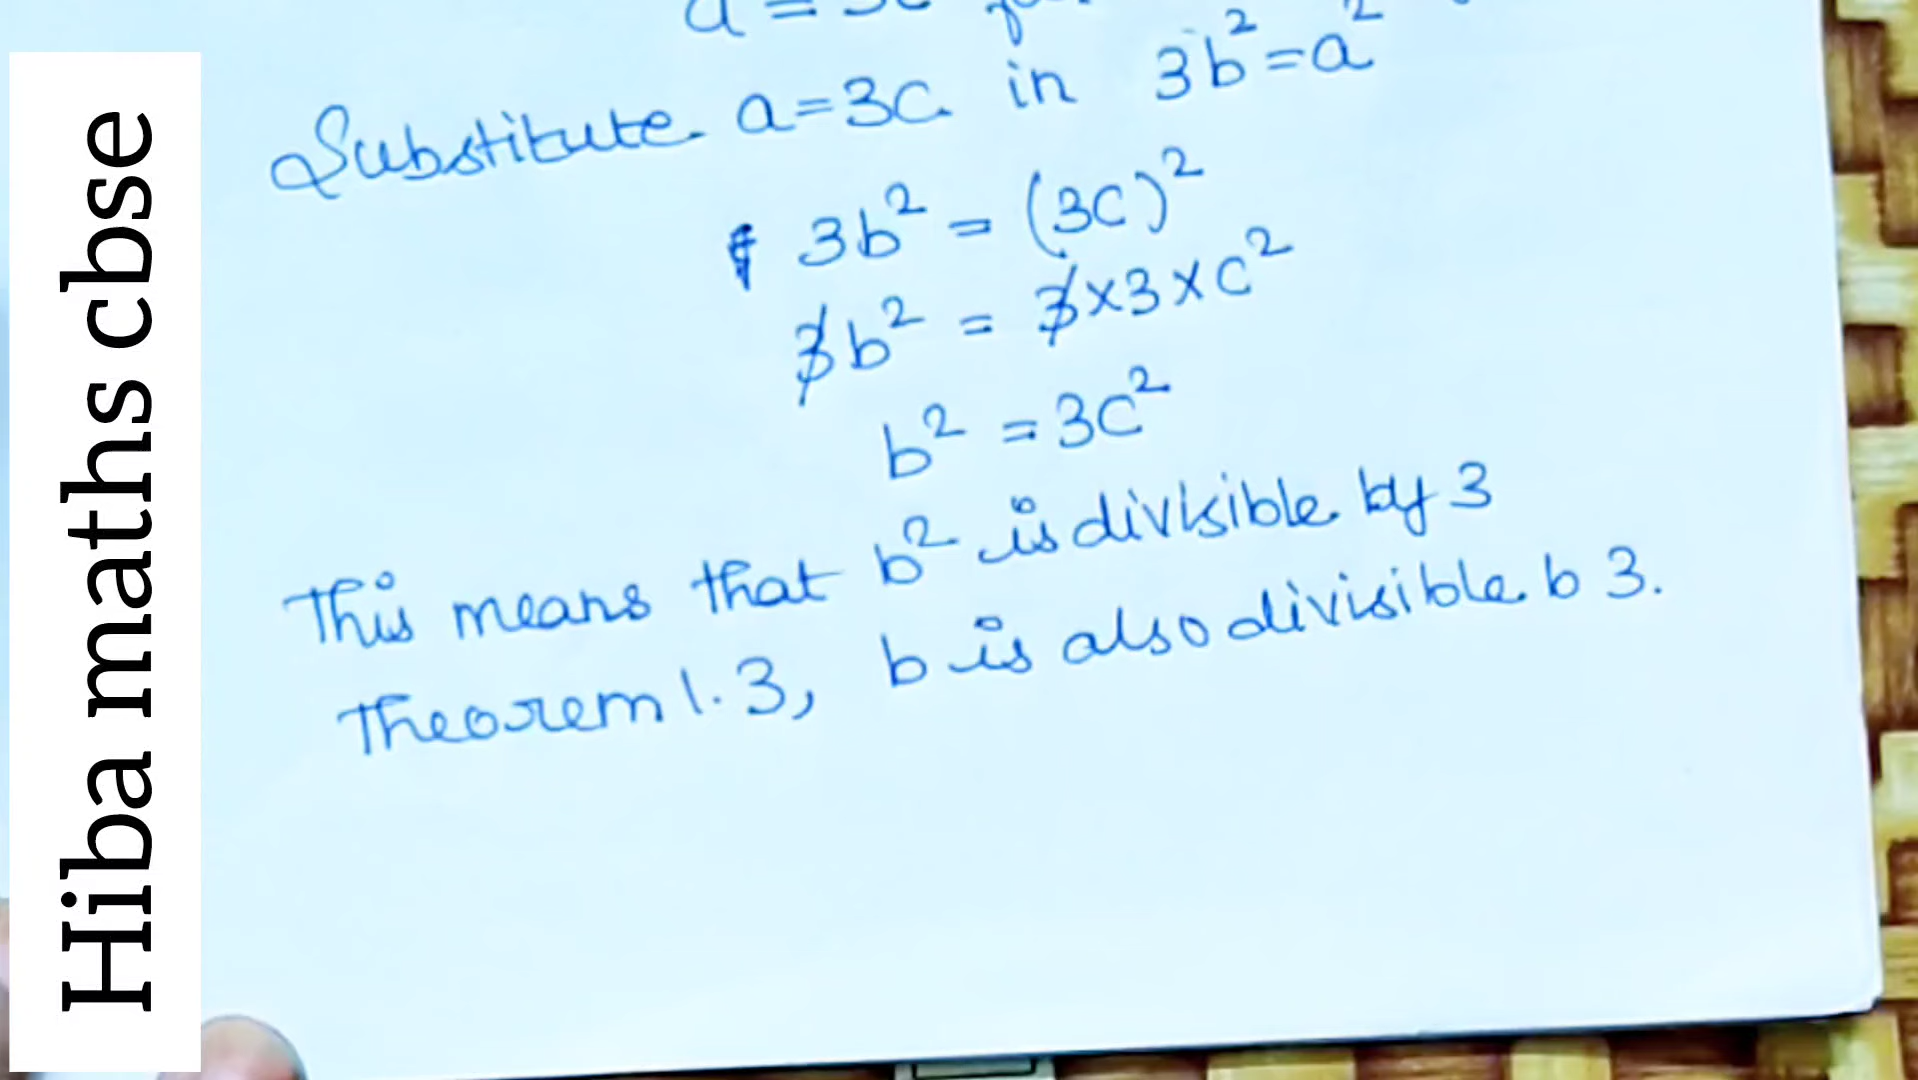 Hiba maths cbse
a = 3c
Substitute a=3c in 3b²=a²
3b² = (3c)²
3b² = 3×3×c²
b² = 3c²
This means that b² is divisible by 3
Theorem 1.3, b is also divisible b 3.